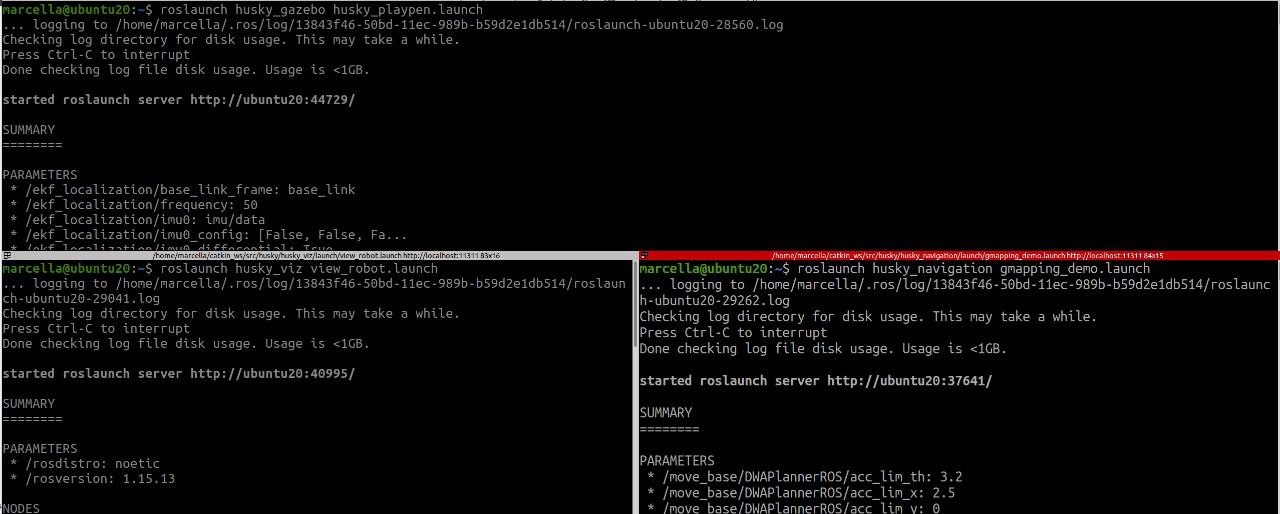 marcella@ubuntu20:~$ roslaunch husky_gazebo husky_playpen.launch
... logging to /home/marcella/.ros/log/13843f46-50bd-11ec-989b-b59d2e1db514/roslaunch-ubuntu20-28560.log
Checking log directory for disk usage. This may take a while.
Press Ctrl-C to interrupt
Done checking log file disk usage. Usage is <1GB.
started roslaunch server http://ubuntu20:44729/
SUMMARY
========
PARAMETERS
* /ekf_localization/base_link_frame: base_link
* /ekf_localization/frequency: 50
* /ekf_localization/imu0: imu/data
* /ekf_localization/imu0_config: [False, False, Fa...
* /ekf_localization/imu0_differential: True
/home/marcella/catkin_ws/src/husky/husky_viz/launch/view_robot.launch http://localhost:11311 83x16
marcella@ubuntu20:~$ roslaunch husky_viz view_robot.launch
... logging to /home/marcella/.ros/log/13843f46-50bd-11ec-989b-b59d2e1db514/roslaun
ch-ubuntu20-29041.log
Checking log directory for disk usage. This may take a while.
Press Ctrl-C to interrupt
Done checking log file disk usage. Usage is <1GB.
started roslaunch server http://ubuntu20:40995/
SUMMARY
========
PARAMETERS
* /rosdistro: noetic
* /rosversion: 1.15.13
NODES
/home/marcella/catkin_ws/src/husky/husky_navigation/launch/gmapping_demo.launch http://localhost:11311 84x15
marcella@ubuntu20:~$ roslaunch husky_navigation gmapping_demo.launch
... logging to /home/marcella/.ros/log/13843f46-50bd-11ec-989b-b59d2e1db514/roslaunc
h-ubuntu20-29262.log
Checking log directory for disk usage. This may take a while.
Press Ctrl-C to interrupt
Done checking log file disk usage. Usage is <1GB.
started roslaunch server http://ubuntu20:37641/
SUMMARY
========
PARAMETERS
* /move_base/DWAPlannerROS/acc_lim_th: 3.2
* /move_base/DWAPlannerROS/acc_lim_x: 2.5
* /move_base/DWAPlannerROS/acc_lim_y: 0